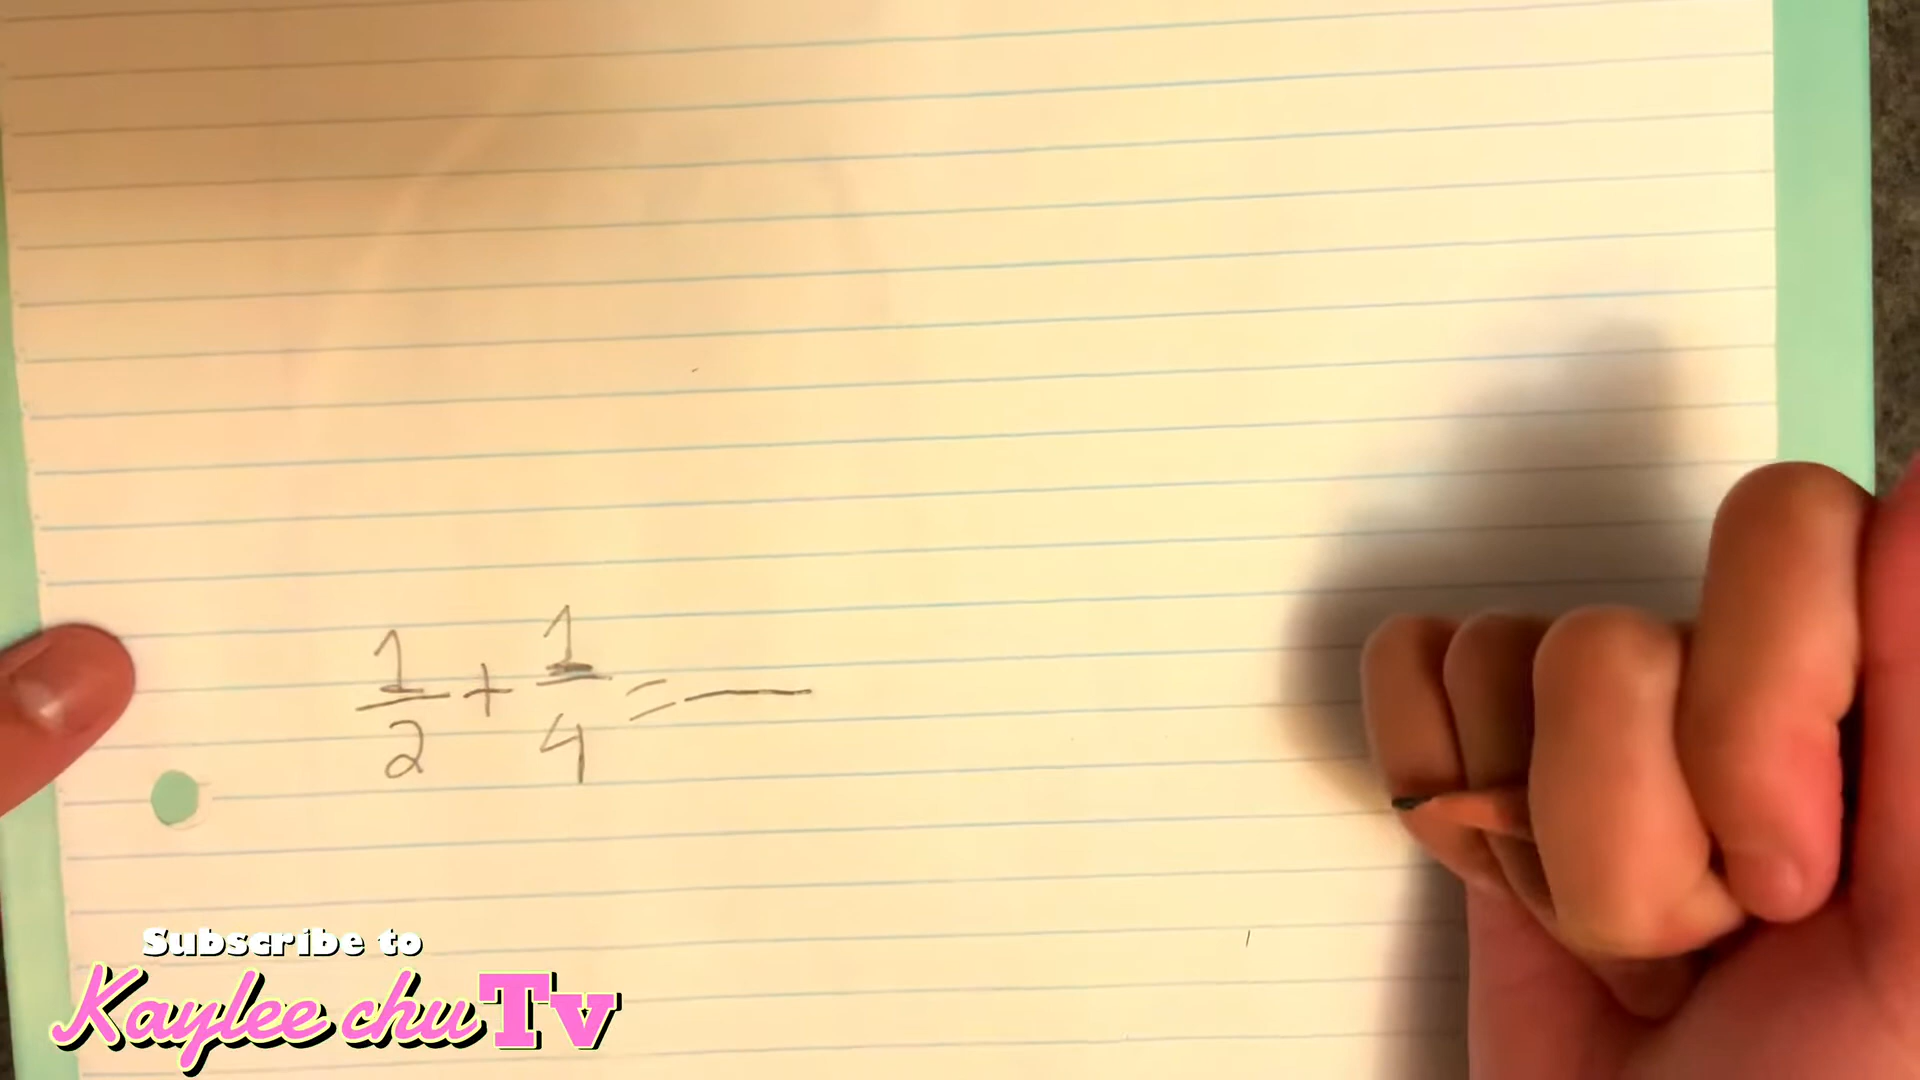 1/2 + 1/4 = —
Subscribe to
Kaylee chu Tv